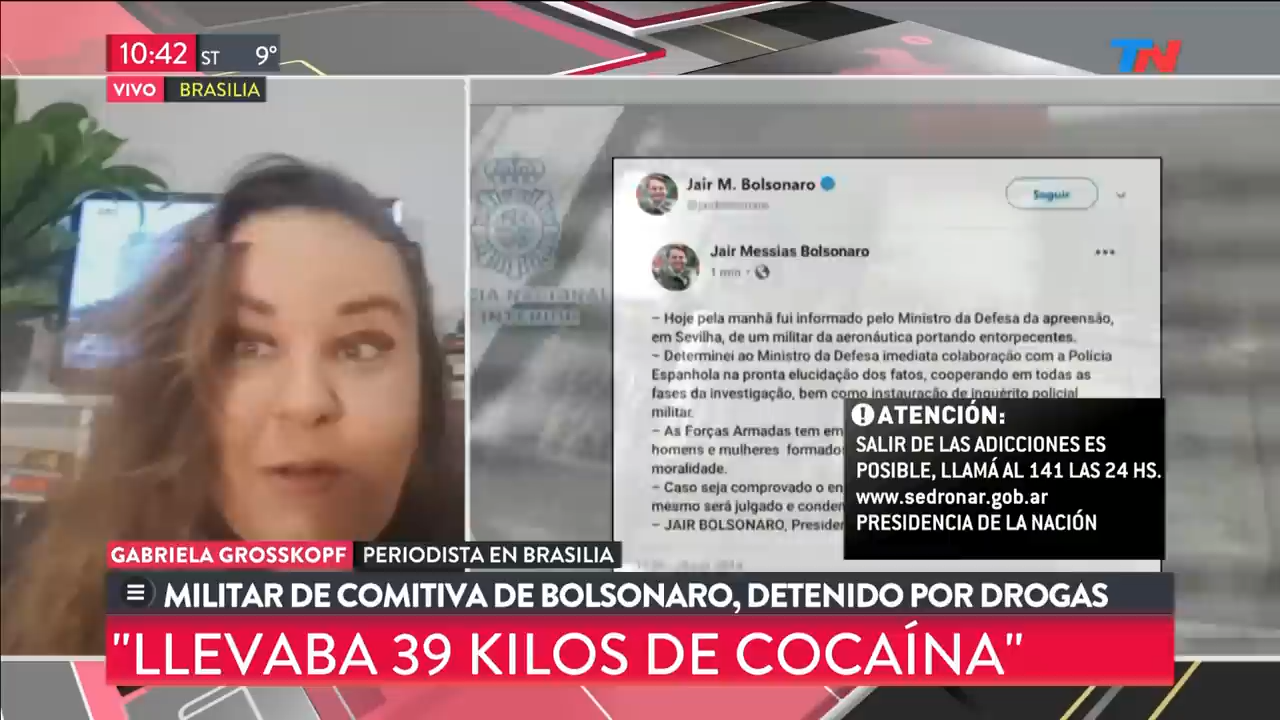 10:42 ST 9°
TN
VIVO BRASILIA
Jair M. Bolsonaro
Seguir
Jair Messias Bolsonaro
1 min
– Hoje pela manhã fui informado pelo Ministro da Defesa da apreensão,
em Sevilha, de um militar da aeronáutica portando entorpecentes.
– Determinei ao Ministro da Defesa imediata colaboração com a Polícia
Espanhola na pronta elucidação dos fatos, cooperando em todas as
fases da investigação, bem como instauração de inquérito policial
militar.
– As Forças Armadas tem em
homens e mulheres
moralidade.
– Caso seja comprovado o
mesmo será julgado e
– JAIR BOLSONARO,
ATENCIÓN:
SALIR DE LAS ADICCIONES ES
POSIBLE, LLAMÁ AL 141 LAS 24 HS.
www.sedronar.gob.ar
PRESIDENCIA DE LA NACIÓN
GABRIELA GROSSKOPF PERIODISTA EN BRASILIA
MILITAR DE COMITIVA DE BOLSONARO, DETENIDO POR DROGAS
"LLEVABA 39 KILOS DE COCAÍNA"